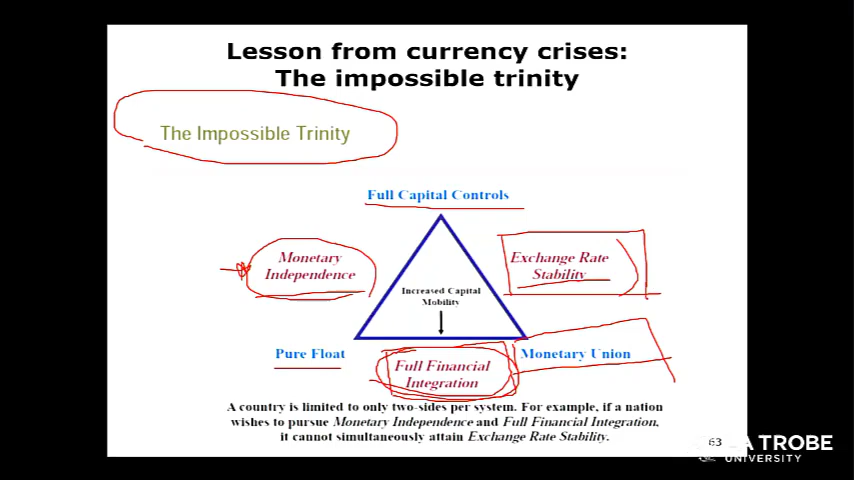 Lesson from currency crises:
The impossible trinity
The Impossible Trinity
Full Capital Controls
Monetary
Independence
Exchange Rate
Stability
Increased Capital
Mobility
Pure Float
Full Financial
Integration
Monetary Union
A country is limited to only two-sides per system. For example, if a nation
wishes to pursue Monetary Independence and Full Financial Integration,
it cannot simultaneously attain Exchange Rate Stability.
63
TROBE
UNIVERSITY